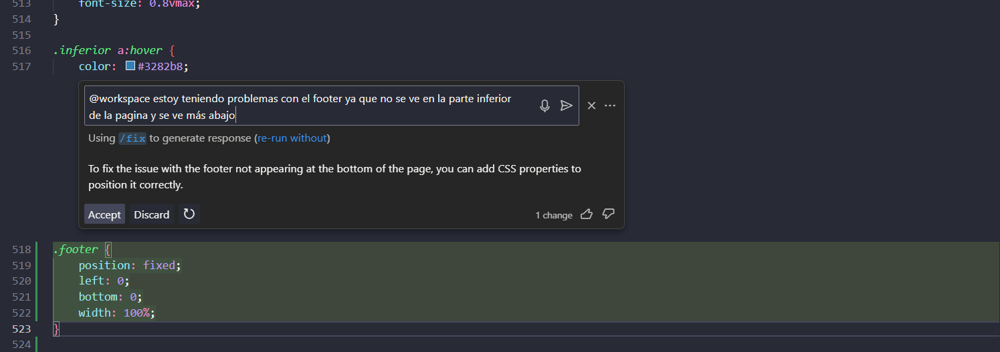 513 font-size: 0.8vmax;
514 }
515
516 .inferior a:hover {
517 color: #3282b8;
@workspace estoy teniendo problemas con el footer ya que no se ve en la parte inferior
de la pagina y se ve más abajo
Using /fix to generate response (re-run without)
To fix the issue with the footer not appearing at the bottom of the page, you can add CSS properties to
position it correctly.
Accept Discard 1 change
518 .footer {
519 position: fixed;
520 left: 0;
521 bottom: 0;
522 width: 100%;
523 }
524